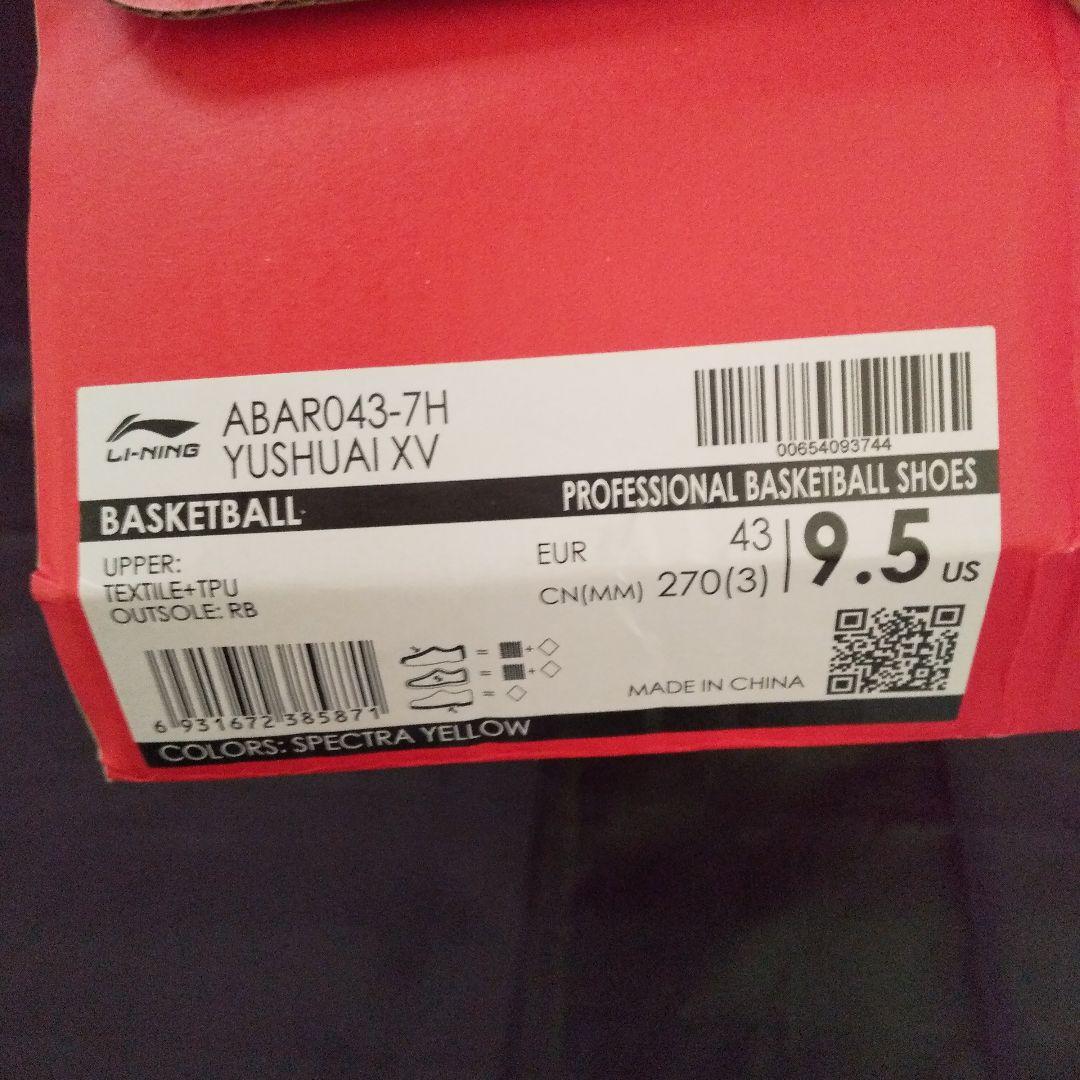 LI-NING
ABAR043-7H
YUSHUAI XV
00654093744
BASKETBALL
PROFESSIONAL BASKETBALL SHOES
UPPER:
TEXTILE+TPU
OUTSOLE: RB
EUR 43
CN(MM) 270(3)
9.5 US
6 931672 385871
= +
= +
=
MADE IN CHINA
COLORS: SPECTRA YELLOW